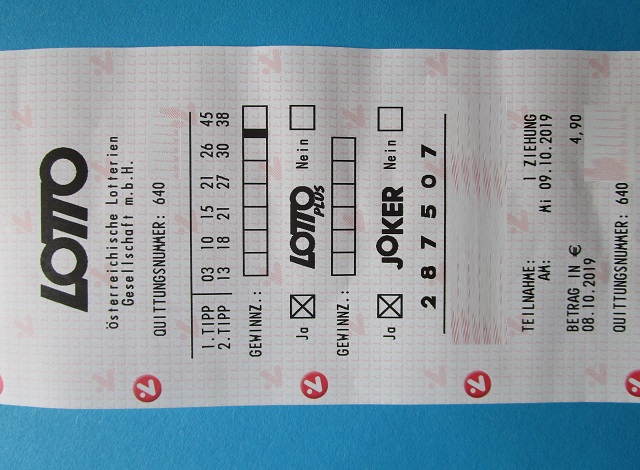 LOTTO
Österreichische Lotterien
Gesellschaft m.b.H.
QUITTUNGSNUMMER: 640
1.TIPP 03 10 15 21 26 45
2.TIPP 13 18 21 27 30 38
GEWINNZ.:
Ja LOTTO PLUS Nein
GEWINNZ.:
Ja JOKER Nein
2 8 7 5 0 7
TEILNAHME: 1 ZIEHUNG
AM: Mi 09.10.2019
BETRAG IN € 4,90
08.10.2019
QUITTUNGSNUMMER: 640